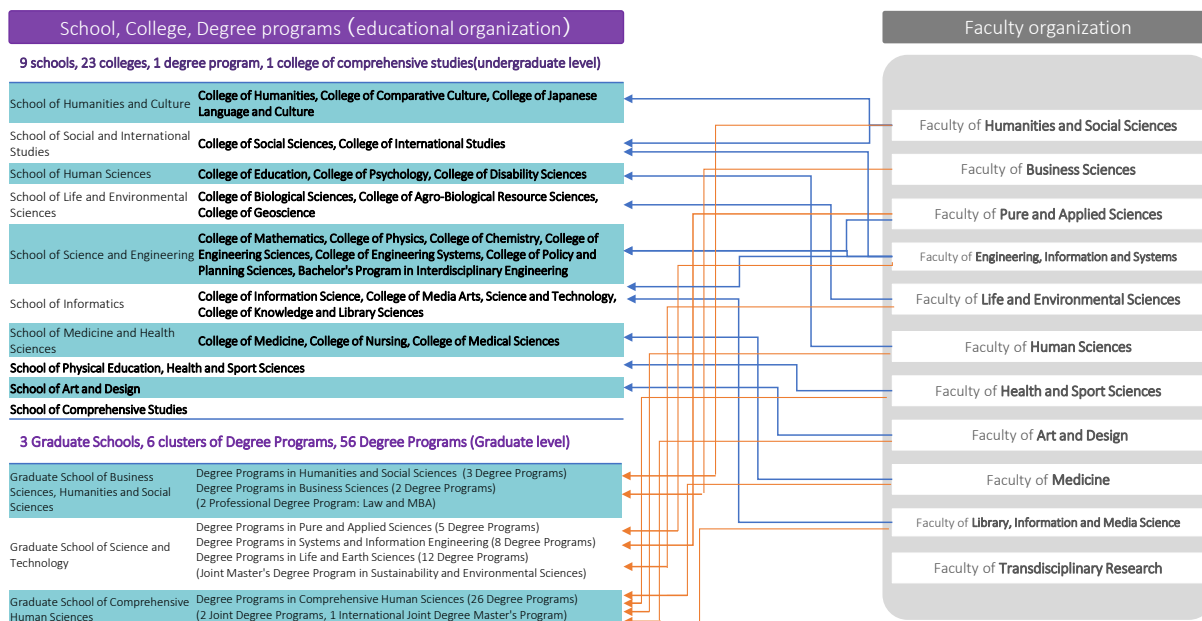 School, College, Degree programs (educational organization)
9 schools, 23 colleges, 1 degree program, 1 college of comprehensive studies(undergraduate level)
School of Humanities and Culture
College of Humanities, College of Comparative Culture, College of Japanese
Language and Culture
School of Social and International
Studies
College of Social Sciences, College of International Studies
School of Human Sciences
College of Education, College of Psychology, College of Disability Sciences
School of Life and Environmental
Sciences
College of Biological Sciences, College of Agro-Biological Resource Sciences,
College of Geoscience
School of Science and Engineering
College of Mathematics, College of Physics, College of Chemistry, College of
Engineering Sciences, College of Engineering Systems, College of Policy and
Planning Sciences, Bachelor's Program in Interdisciplinary Engineering
School of Informatics
College of Information Science, College of Media Arts, Science and Technology,
College of Knowledge and Library Sciences
School of Medicine and Health
Sciences
College of Medicine, College of Nursing, College of Medical Sciences
School of Physical Education, Health and Sport Sciences
School of Art and Design
School of Comprehensive Studies
3 Graduate Schools, 6 clusters of Degree Programs, 56 Degree Programs (Graduate level)
Graduate School of Business
Sciences, Humanities and Social
Sciences
Degree Programs in Humanities and Social Sciences (3 Degree Programs)
Degree Programs in Business Sciences (2 Degree Programs)
(2 Professional Degree Program: Law and MBA)
Graduate School of Science and
Technology
Degree Programs in Pure and Applied Sciences (5 Degree Programs)
Degree Programs in Systems and Information Engineering (8 Degree Programs)
Degree Programs in Life and Earth Sciences (12 Degree Programs)
(Joint Master's Degree Program in Sustainability and Environmental Sciences)
Graduate School of Comprehensive
Human Sciences
Degree Programs in Comprehensive Human Sciences (26 Degree Programs)
(2 Joint Degree Programs, 1 International Joint Degree Master's Program)
Faculty organization
Faculty of Humanities and Social Sciences
Faculty of Business Sciences
Faculty of Pure and Applied Sciences
Faculty of Engineering, Information and Systems
Faculty of Life and Environmental Sciences
Faculty of Human Sciences
Faculty of Health and Sport Sciences
Faculty of Art and Design
Faculty of Medicine
Faculty of Library, Information and Media Science
Faculty of Transdisciplinary Research